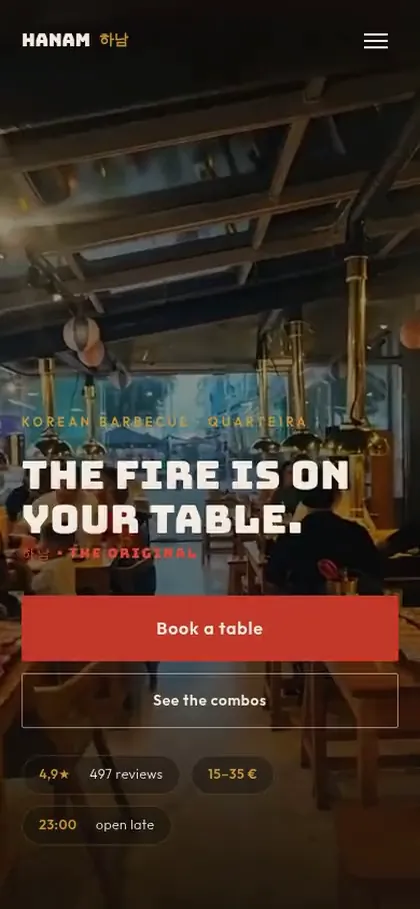 HANAM 하남
KOREAN BARBECUE · QUARTEIRA
THE FIRE IS ON
YOUR TABLE.
하남 • THE ORIGINAL
Book a table
See the combos
4,9★ 497 reviews
15–35 €
23:00 open late